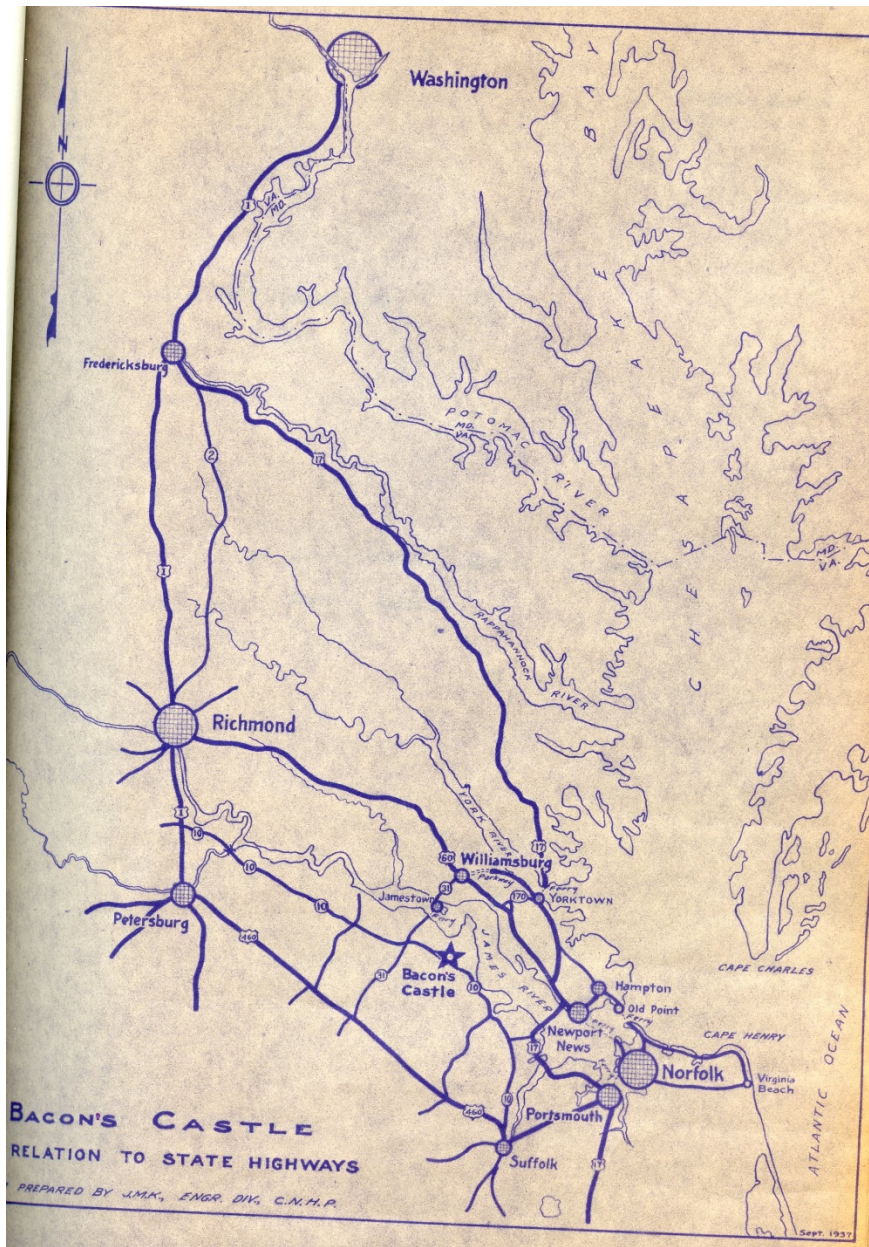 Washington
N
B A Y
1
VA.
MD.
C H E S A P E A K E
Fredericksburg
POTOMAC
RIVER
MD.
VA.
17
2
MD.
VA.
1
RAPPAHANNOCK
RIVER
Richmond
YORK RIVER
1
10
17
60
Williamsburg
Parkway
Ferry
10
31
170
YORKTOWN
Jamestown
Ferry
10
Petersburg
460
JAMES RIVER
31
Bacon's
Castle
10
CAPE CHARLES
Hampton
Old Point
Ferry
Newport
News
Ferry
CAPE HENRY
17
Ferry
Norfolk
Virginia
Beach
ATLANTIC OCEAN
10
460
Portsmouth
Suffolk
17
BACON'S CASTLE
RELATION TO STATE HIGHWAYS
PREPARED BY J.M.K., ENGR. DIV., C.N.H.P.
Sept. 1937